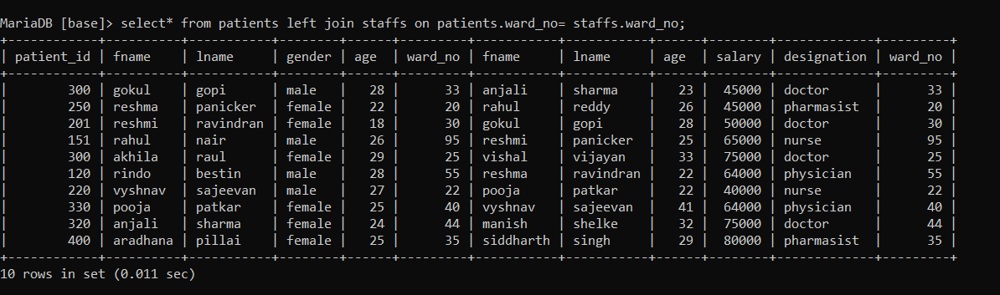 MariaDB [base]> select* from patients left join staffs on patients.ward_no= staffs.ward_no;
+------------+----------+-----------+--------+------+---------+-----------+-----------+------+--------+-------------+---------+
| patient_id | fname    | lname     | gender | age  | ward_no | fname     | lname     | age  | salary | designation | ward_no |
+------------+----------+-----------+--------+------+---------+-----------+-----------+------+--------+-------------+---------+
|        300 | gokul    | gopi      | male   |   28 |      33 | anjali    | sharma    |   23 |  45000 | doctor      |      33 |
|        250 | reshma   | panicker  | female |   22 |      20 | rahul     | reddy     |   26 |  45000 | pharmasist  |      20 |
|        201 | reshmi   | ravindran | female |   18 |      30 | gokul     | gopi      |   28 |  50000 | doctor      |      30 |
|        151 | rahul    | nair      | male   |   26 |      95 | reshmi    | panicker  |   25 |  65000 | nurse       |      95 |
|        300 | akhila   | raul      | female |   29 |      25 | vishal    | vijayan   |   33 |  75000 | doctor      |      25 |
|        120 | rindo    | bestin    | male   |   28 |      55 | reshma    | ravindran |   22 |  64000 | physician   |      55 |
|        220 | vyshnav  | sajeevan  | male   |   27 |      22 | pooja     | patkar    |   22 |  40000 | nurse       |      22 |
|        330 | pooja    | patkar    | female |   25 |      40 | vyshnav   | sajeevan  |   41 |  64000 | physician   |      40 |
|        320 | anjali   | sharma    | female |   24 |      44 | manish    | shelke    |   32 |  75000 | doctor      |      44 |
|        400 | aradhana | pillai    | female |   25 |      35 | siddharth | singh     |   29 |  80000 | pharmasist  |      35 |
+------------+----------+-----------+--------+------+---------+-----------+-----------+------+--------+-------------+---------+
10 rows in set (0.011 sec)